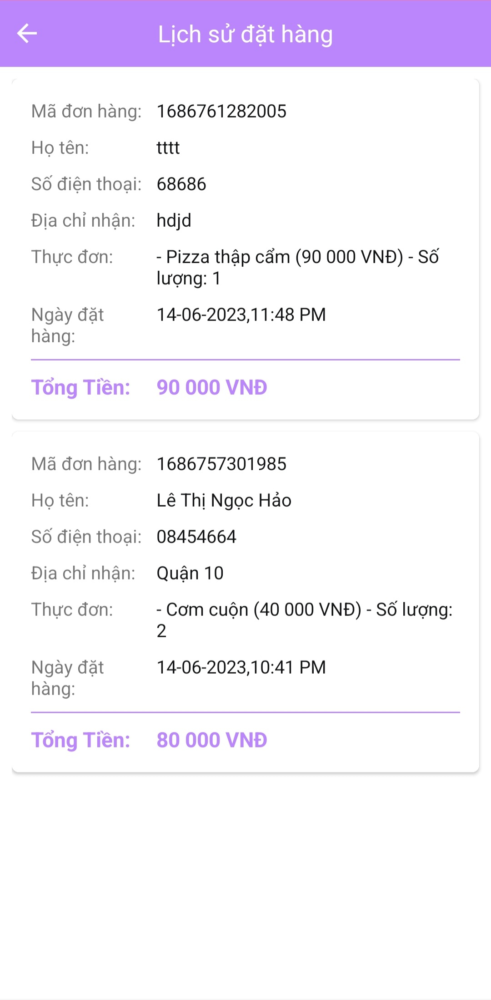 Lịch sử đặt hàng
Mã đơn hàng: 1686761282005
Họ tên: tttt
Số điện thoại: 68686
Địa chỉ nhận: hdjd
Thực đơn: - Pizza thập cẩm (90 000 VNĐ) - Số
lượng: 1
Ngày đặt 14-06-2023,11:48 PM
hàng:
Tổng Tiền: 90 000 VNĐ
Mã đơn hàng: 1686757301985
Họ tên: Lê Thị Ngọc Hảo
Số điện thoại: 08454664
Địa chỉ nhận: Quận 10
Thực đơn: - Cơm cuộn (40 000 VNĐ) - Số lượng:
2
Ngày đặt 14-06-2023,10:41 PM
hàng:
Tổng Tiền: 80 000 VNĐ